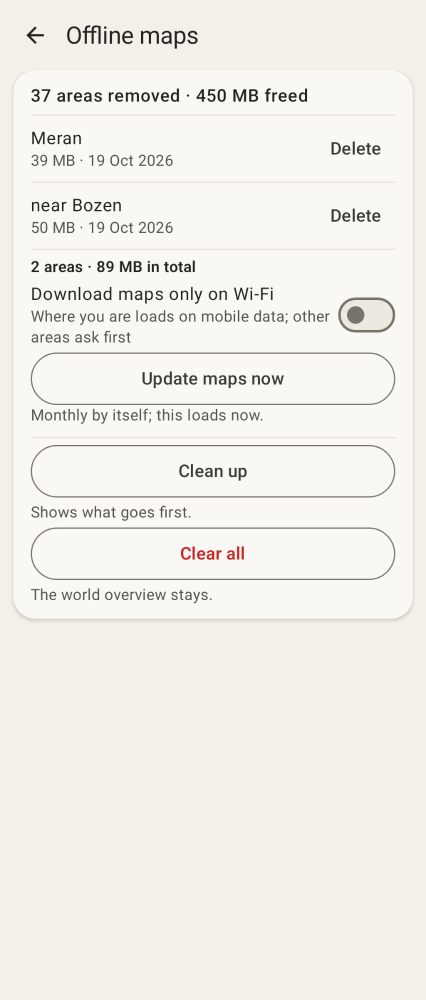 Offline maps
37 areas removed · 450 MB freed
Meran
39 MB · 19 Oct 2026
Delete
near Bozen
50 MB · 19 Oct 2026
Delete
2 areas · 89 MB in total
Download maps only on Wi-Fi
Where you are loads on mobile data; other
areas ask first
Update maps now
Monthly by itself; this loads now.
Clean up
Shows what goes first.
Clear all
The world overview stays.